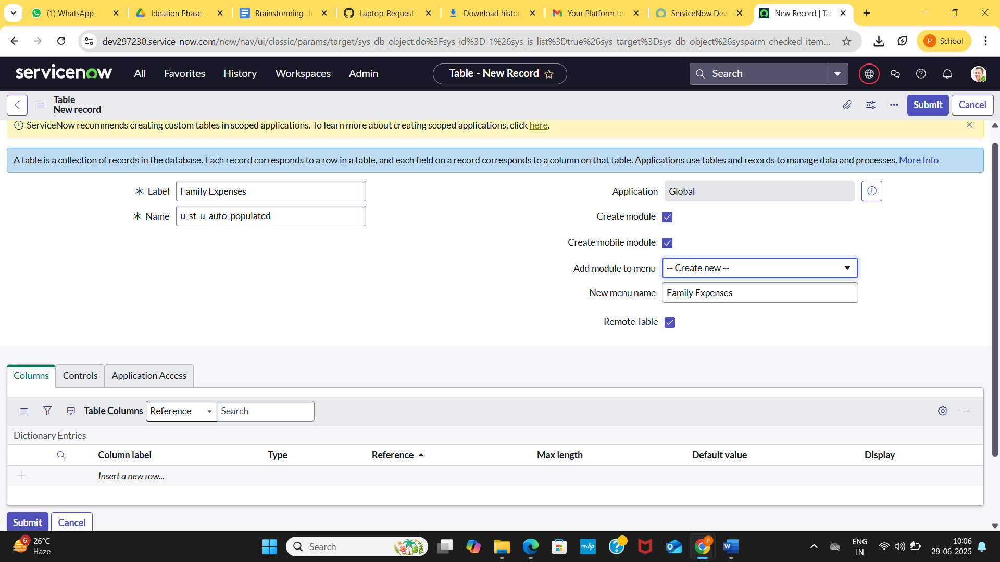 (1) WhatsApp
Ideation Phase -
Brainstorming- Id
Laptop-Request-
Download histor
Your Platform te
ServiceNow Dev
New Record | Ta
dev297230.service-now.com/now/nav/ui/classic/params/target/sys_db_object.do%3Fsys_id%3D-1%26sys_is_list%3Dtrue%26sys_target%3Dsys_db_object%26sysparm_checked_item...
P School
servicenow All Favorites History Workspaces Admin Table - New Record Search
Table
New record
Submit Cancel
ServiceNow recommends creating custom tables in scoped applications. To learn more about creating scoped applications, click here.
A table is a collection of records in the database. Each record corresponds to a row in a table, and each field on a record corresponds to a column on that table. Applications use tables and records to manage data and processes. More Info
Label Family Expenses
Name u_st_u_auto_populated
Application Global
Create module
Create mobile module
Add module to menu -- Create new --
New menu name Family Expenses
Remote Table
Columns Controls Application Access
Table Columns Reference Search
Dictionary Entries
Column label Type Reference Max length Default value Display
Insert a new row...
Submit Cancel
6 26°C
Haze
Search
myhp
P
ENG
IN
10:06
29-06-2025